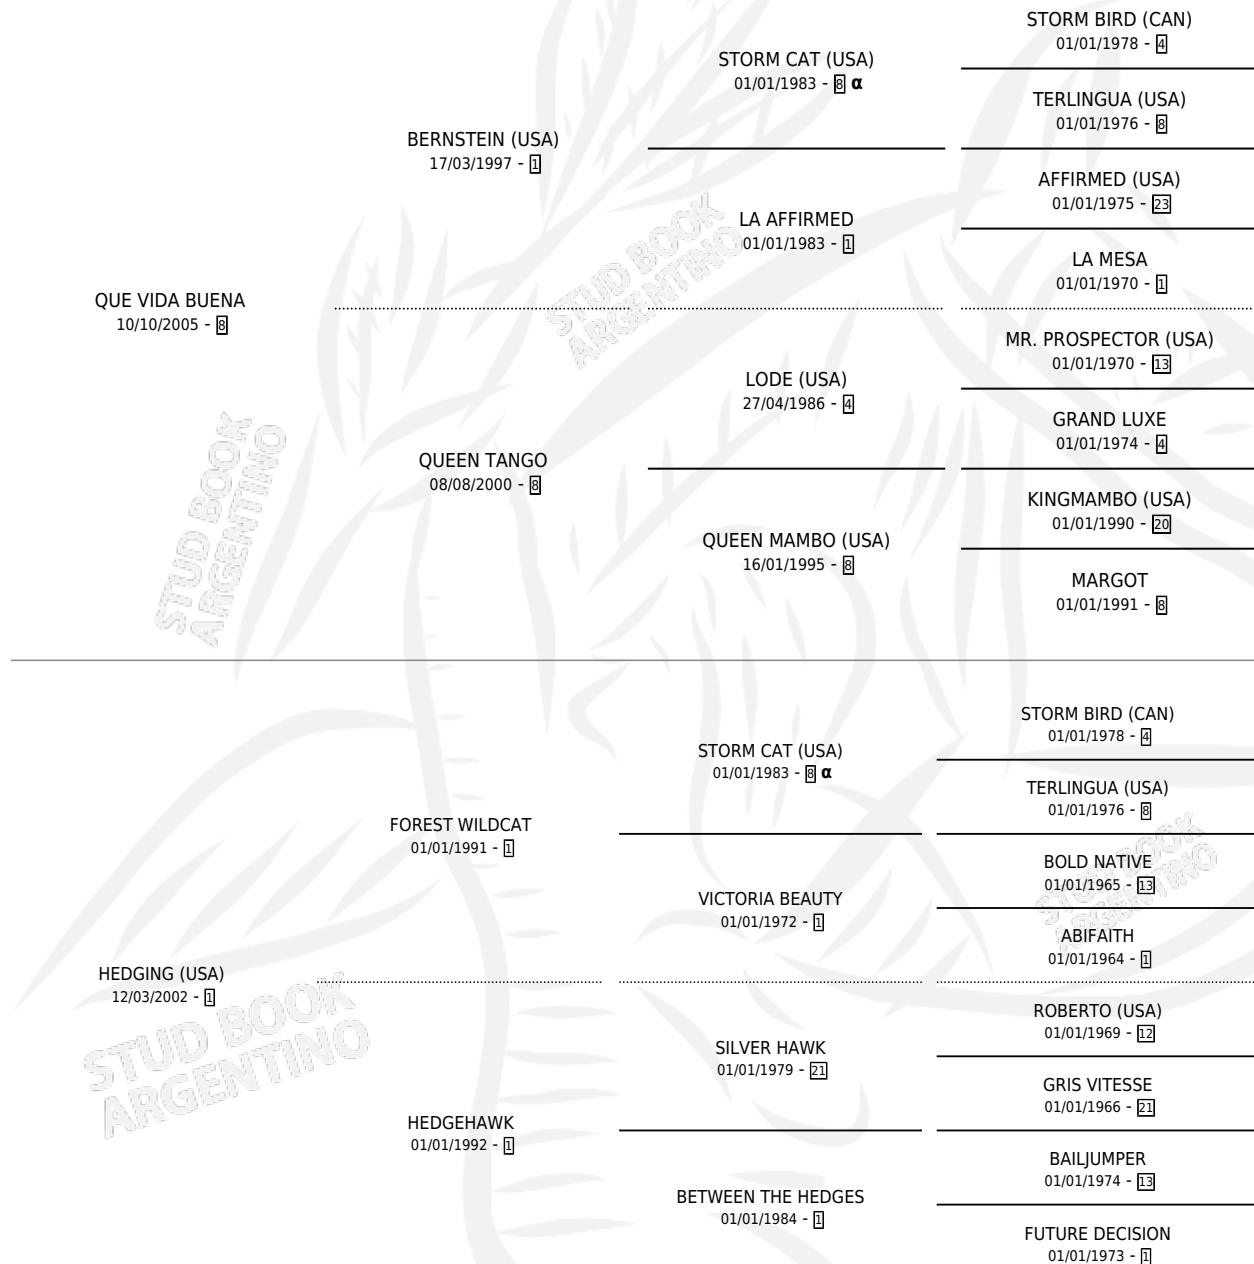 STORM BIRD (CAN)
01/01/1978 - 4
STORM CAT (USA)
01/01/1983 - 8 α
TERLINGUA (USA)
01/01/1976 - 8
BERNSTEIN (USA)
17/03/1997 - 1
AFFIRMED (USA)
01/01/1975 - 23
LA AFFIRMED
01/01/1983 - 1
LA MESA
01/01/1970 - 1
QUE VIDA BUENA
10/10/2005 - 8
MR. PROSPECTOR (USA)
01/01/1970 - 13
LODE (USA)
27/04/1986 - 4
GRAND LUXE
01/01/1974 - 4
QUEEN TANGO
08/08/2000 - 8
KINGMAMBO (USA)
01/01/1990 - 20
QUEEN MAMBO (USA)
16/01/1995 - 8
MARGOT
01/01/1991 - 8
STUD BOOK
ARGENTINO
STUD BOOK
ARGENTINO
STORM BIRD (CAN)
01/01/1978 - 4
STORM CAT (USA)
01/01/1983 - 8 α
TERLINGUA (USA)
01/01/1976 - 8
FOREST WILDCAT
01/01/1991 - 1
BOLD NATIVE
01/01/1965 - 13
VICTORIA BEAUTY
01/01/1972 - 1
ABIFAITH
01/01/1964 - 1
HEDGING (USA)
12/03/2002 - 1
ROBERTO (USA)
01/01/1969 - 12
SILVER HAWK
01/01/1979 - 21
GRIS VITESSE
01/01/1966 - 21
HEDGEHAWK
01/01/1992 - 1
BAILJUMPER
01/01/1974 - 13
BETWEEN THE HEDGES
01/01/1984 - 1
FUTURE DECISION
01/01/1973 - 1
STUD BOOK
ARGENTINO
STUD BOOK
ARGENTINO